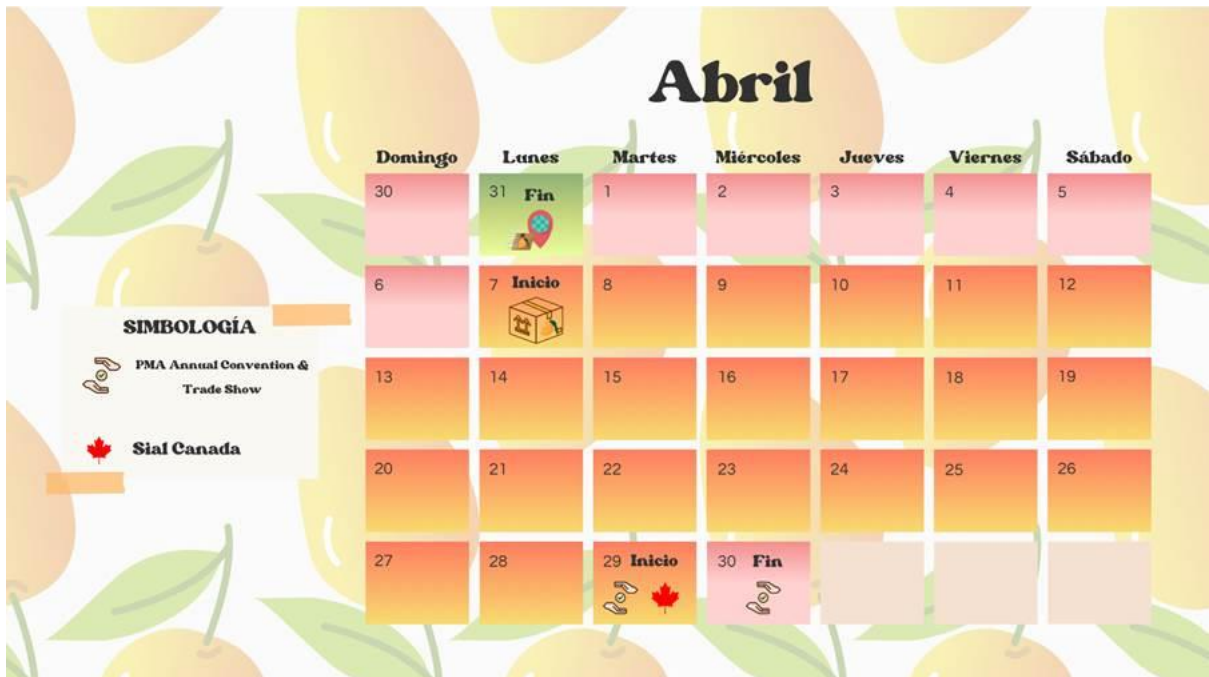 Abril
Domingo Lunes Martes Miércoles Jueves Viernes Sábado
30 31 Fin 1 2 3 4 5
6 7 Inicio 8 9 10 11 12
13 14 15 16 17 18 19
20 21 22 23 24 25 26
27 28 29 Inicio 30 Fin
SIMBOLOGÍA
PMA Annual Convention &
Trade Show
Sial Canada